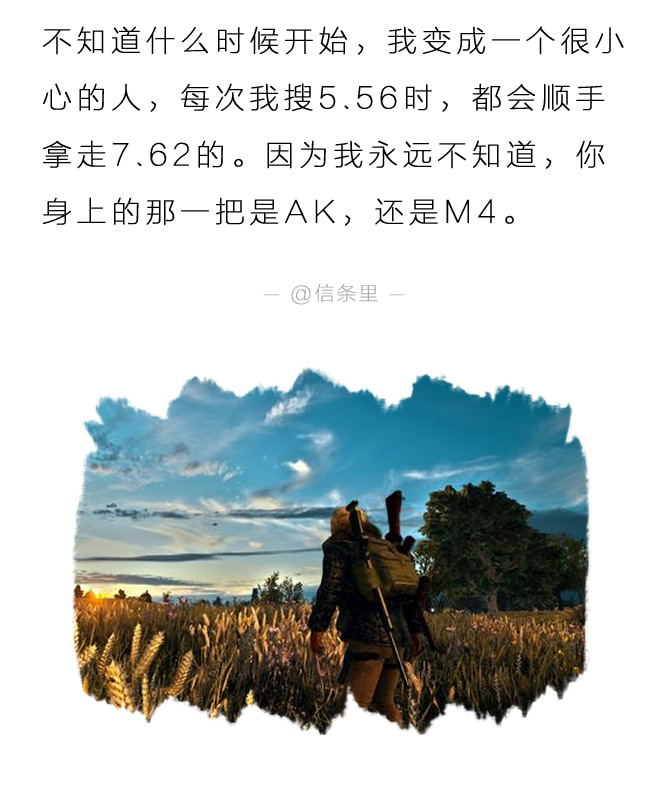 不知道什么时候开始，我变成一个很小
心的人，每次我搜5.56时，都会顺手
拿走7.62的。因为我永远不知道，你
身上的那一把是AK，还是M4。
— @信条里 —